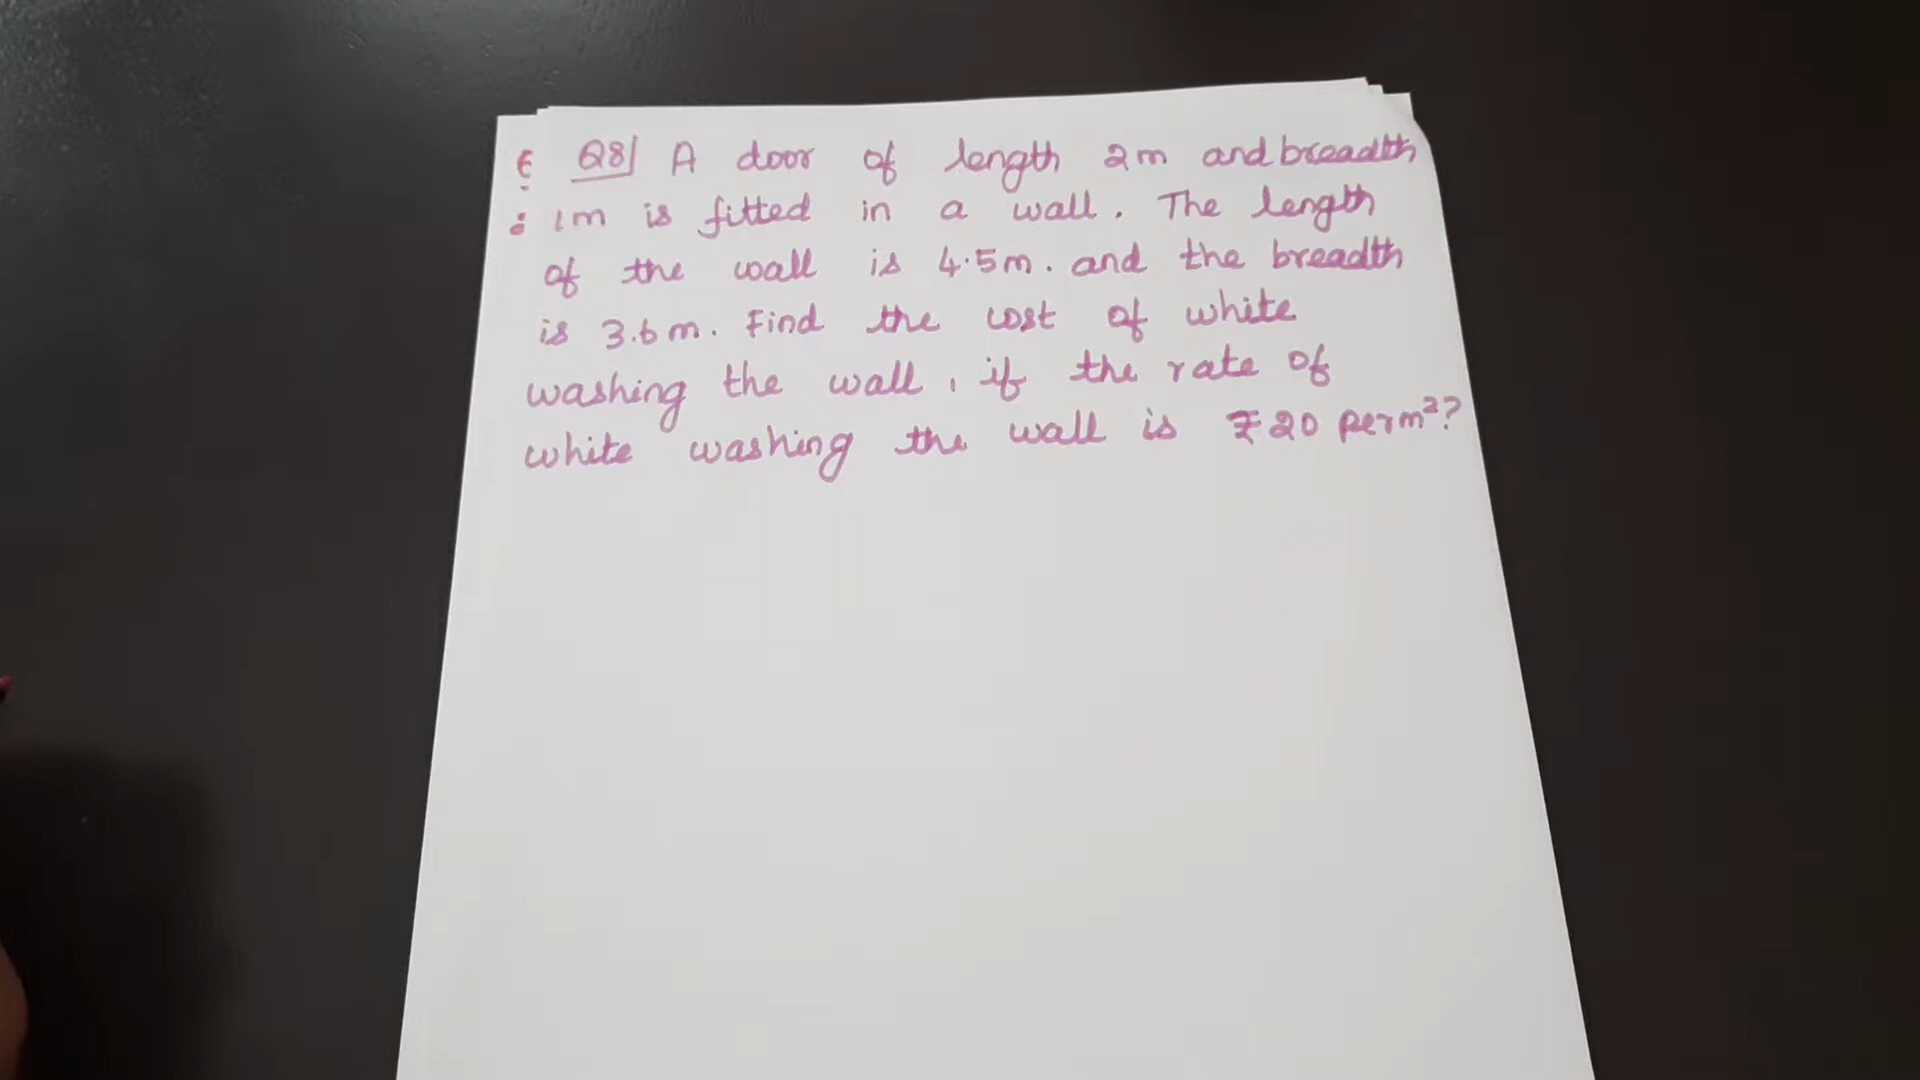 Q8| A door of length 2m and breadth
1m is fitted in a wall. The length
of the wall is 4.5m. and the breadth
is 3.6m. Find the cost of white
washing the wall, if the rate of
white washing the wall is ₹20 per m²?